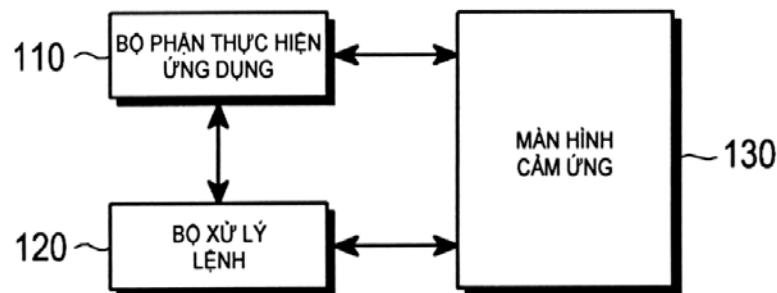 110
BỘ PHẬN THỰC HIỆN
ỨNG DỤNG
MÀN HÌNH
CẢM ỨNG
130
120
BỘ XỬ LÝ
LỆNH